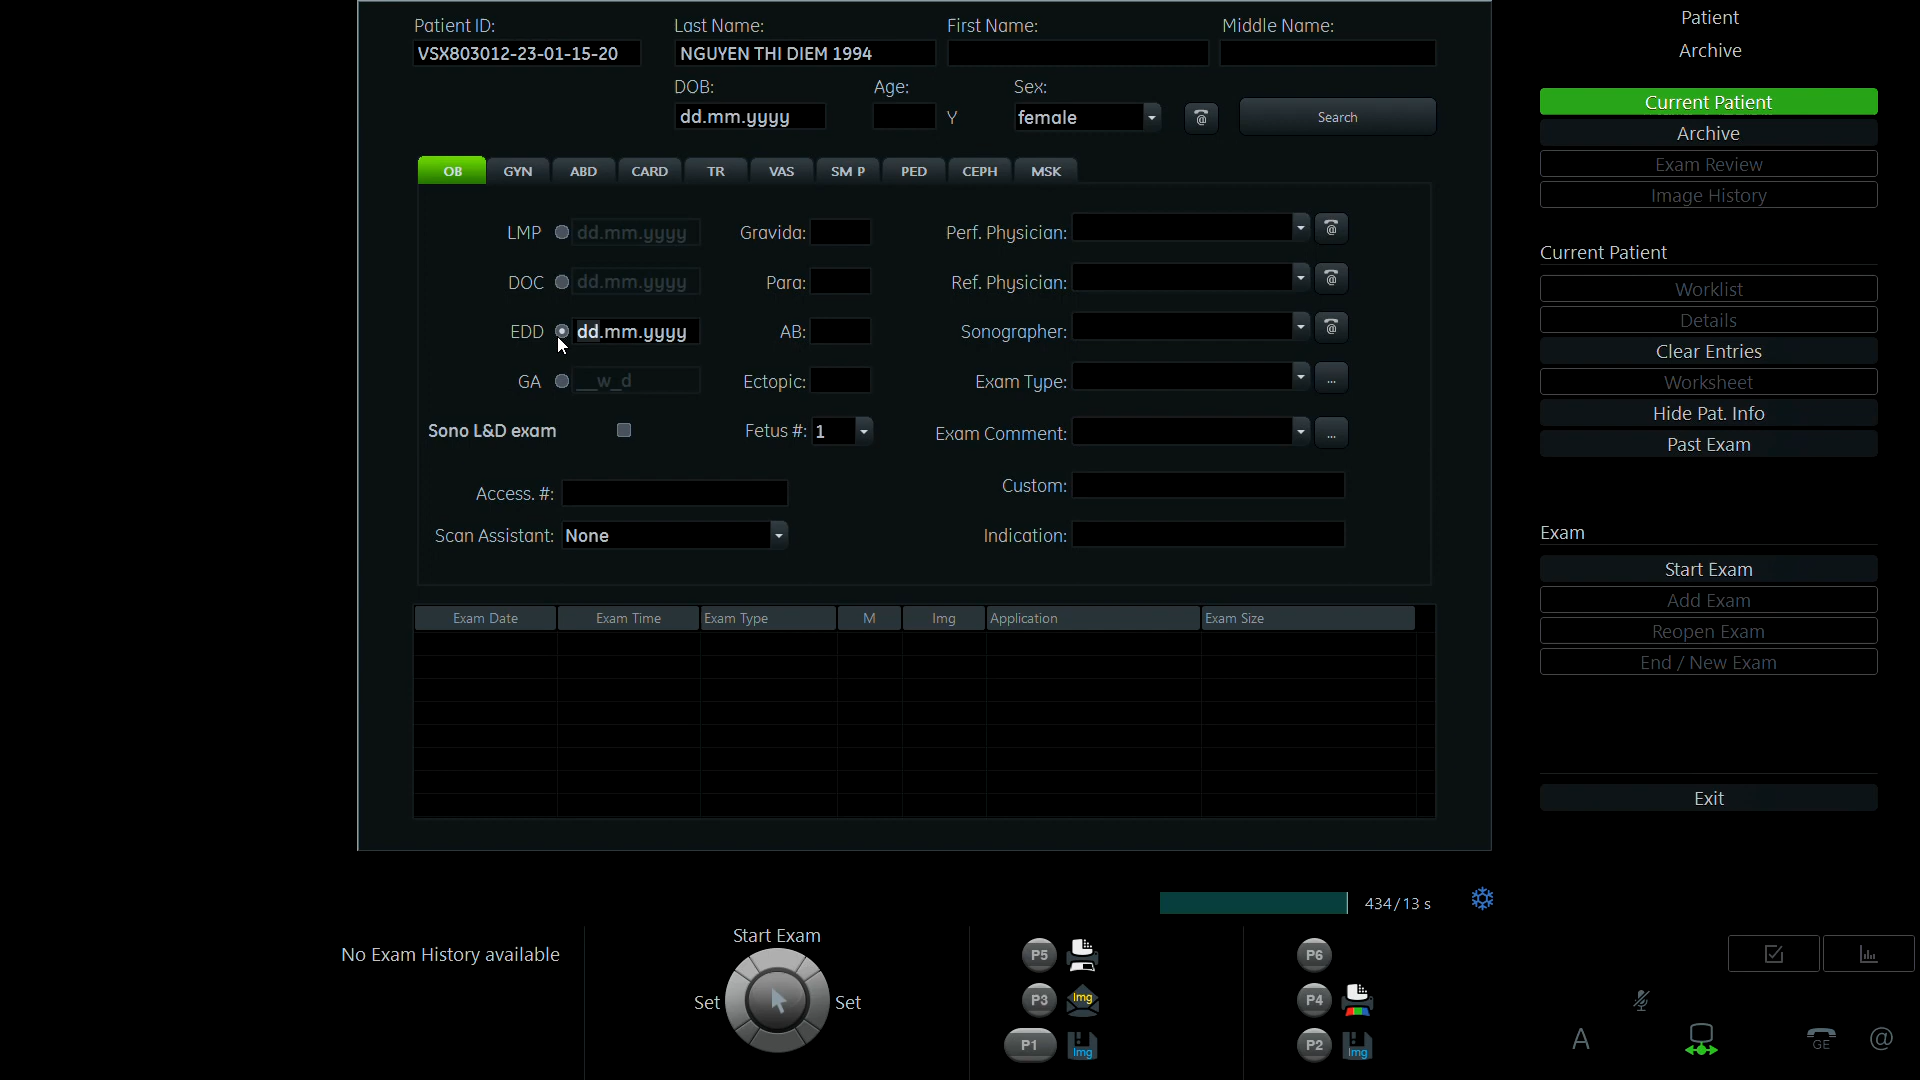 Patient ID: Last Name: First Name: Middle Name:
VSX803012-23-01-15-20 NGUYEN THI DIEM 1994
DOB: Age: Sex:
dd.mm.yyyy Y female Search
OB GYN ABD CARD TR VAS SM P PED CEPH MSK
LMP dd.mm.yyyy Gravida: Perf. Physician:
DOC dd.mm.yyyy Para: Ref. Physician:
EDD dd.mm.yyyy AB: Sonographer:
GA __w_d Ectopic: Exam Type: ...
Sono L&D exam Fetus #: 1 Exam Comment: ...
Access. #: Custom:
Scan Assistant: None Indication:
Exam Date Exam Time Exam Type M Img Application Exam Size
434/13 s
No Exam History available
Start Exam
Set Set
P5
P3 Img
P1 Img
P6
P4
P2 Img
Patient
Archive
Current Patient
Archive
Exam Review
Image History
Current Patient
Worklist
Details
Clear Entries
Worksheet
Hide Pat. Info
Past Exam
Exam
Start Exam
Add Exam
Reopen Exam
End / New Exam
Exit
A GE @